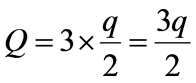 Q = 3 × q/2 = 3q/2